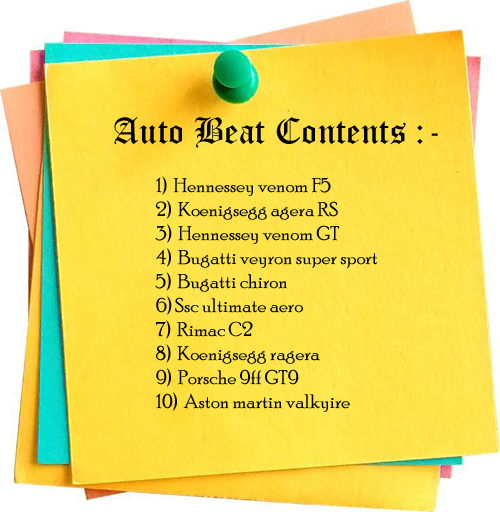 Auto Beat Contents : -
1) Hennessey venom F5
2) Koenigsegg agera RS
3) Hennessey venom GT
4) Bugatti veyron super sport
5) Bugatti chiron
6)Ssc ultimate aero
7) Rimac C2
8) Koenigsegg ragera
9) Porsche 9ff GT9
10) Aston martin valkyire